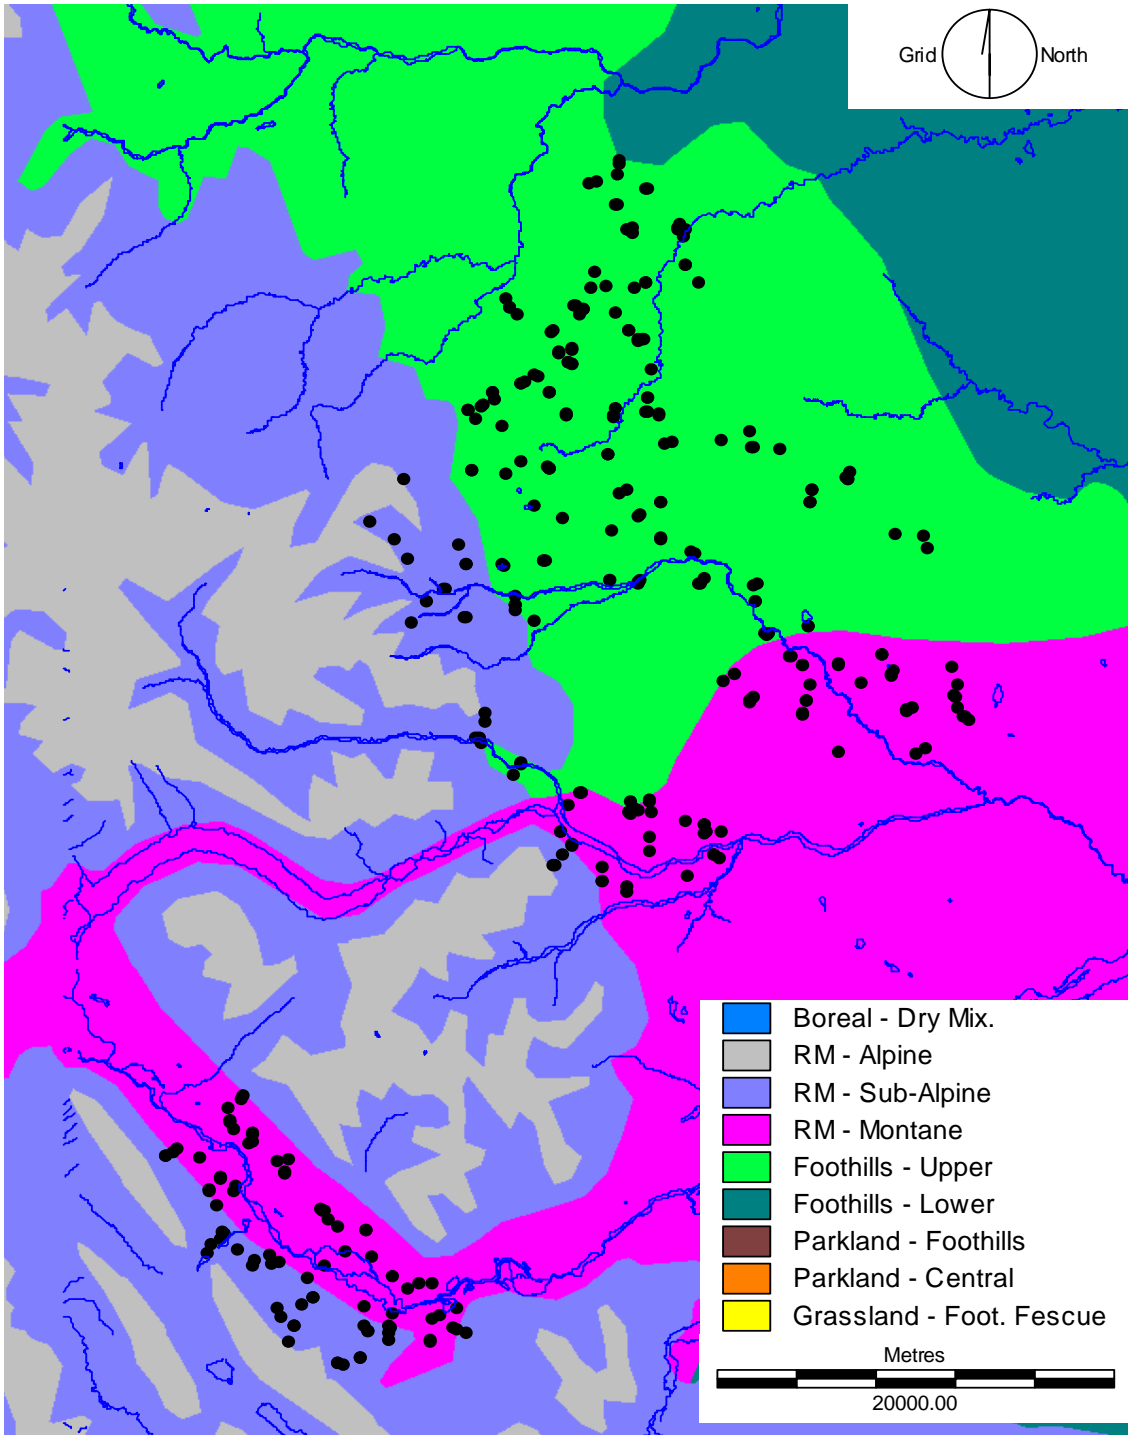 Grid North
Boreal - Dry Mix.
RM - Alpine
RM - Sub-Alpine
RM - Montane
Foothills - Upper
Foothills - Lower
Parkland - Foothills
Parkland - Central
Grassland - Foot. Fescue
Metres
20000.00